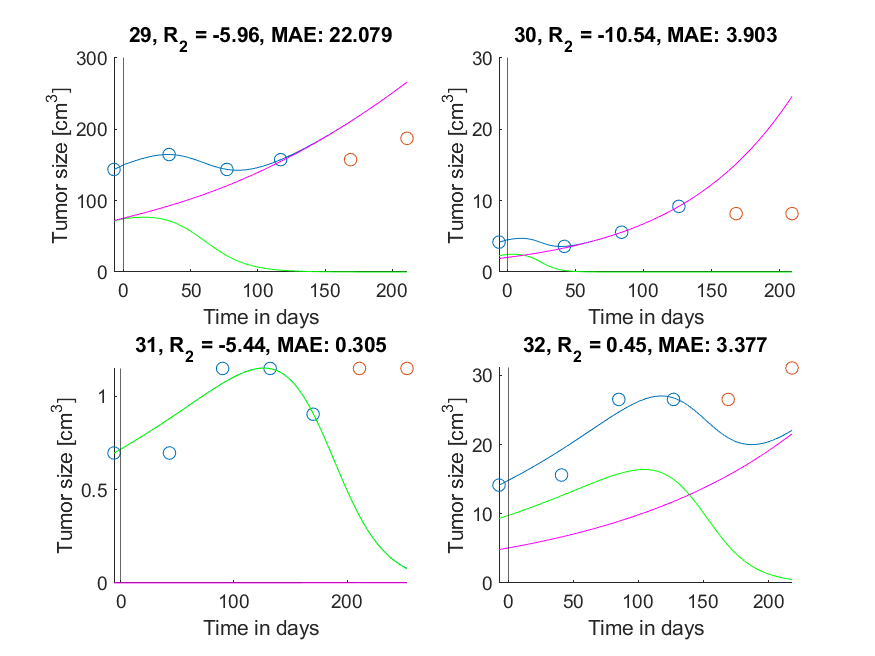 29, R2 = -5.96, MAE: 22.079
Tumor size [cm3]
300
200
100
0
0
50
100
150
200
Time in days
30, R2 = -10.54, MAE: 3.903
Tumor size [cm3]
30
20
10
0
0
50
100
150
200
Time in days
31, R2 = -5.44, MAE: 0.305
Tumor size [cm3]
1
0.5
0
0
100
200
Time in days
32, R2 = 0.45, MAE: 3.377
Tumor size [cm3]
30
20
10
0
0
50
100
150
200
Time in days